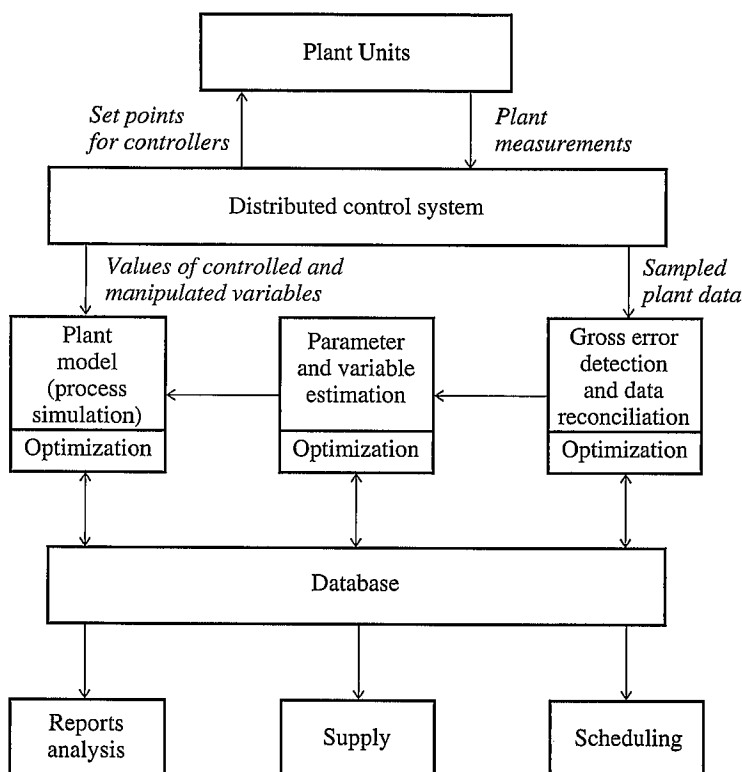 Plant Units
Set points
for controllers
Plant
measurements
Distributed control system
Values of controlled and
manipulated variables
Sampled
plant data
Plant
model
(process
simulation)
Optimization
Parameter
and variable
estimation
Optimization
Gross error
detection
and data
reconciliation
Optimization
Database
Reports
analysis
Supply
Scheduling